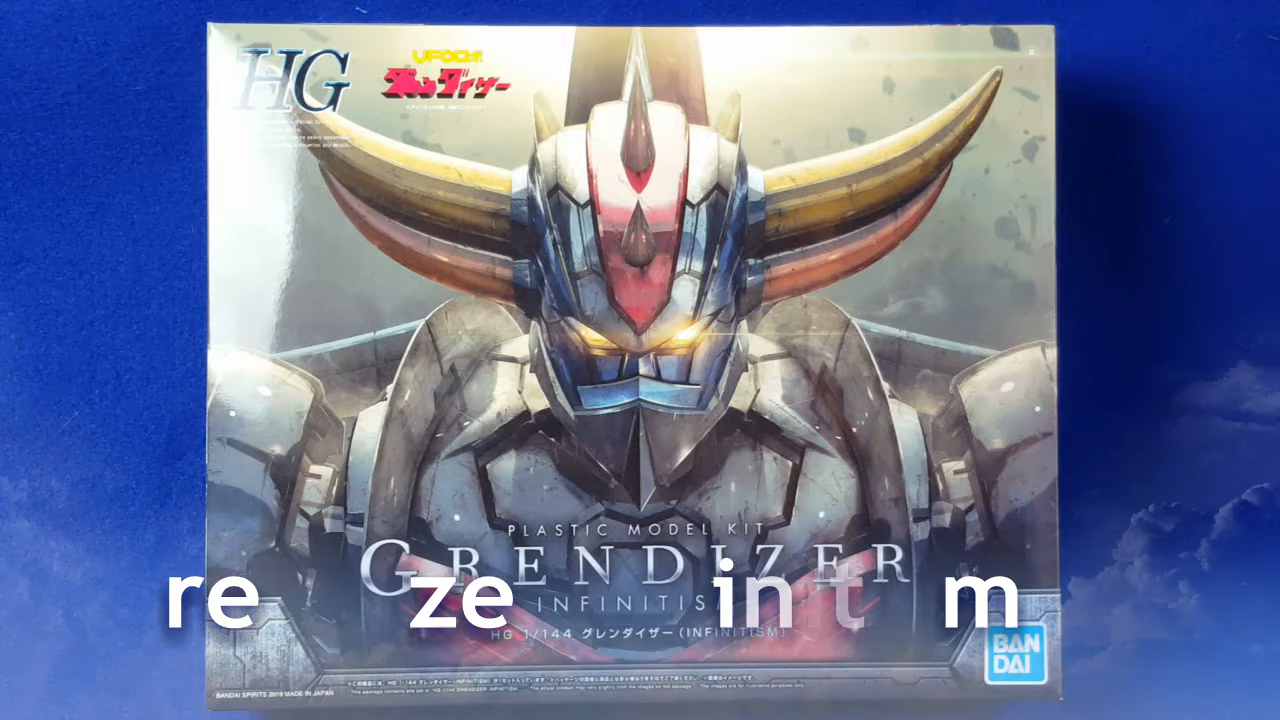 HG
UFOロボ
グレンダイザー
PLASTIC MODEL KIT
GRENDIZER
INFINITISM
re ze in t m
HG 1/144 グレンダイザー(INFINITISM)
BAN
DAI
BANDAI SPIRITS 2019 MADE IN JAPAN